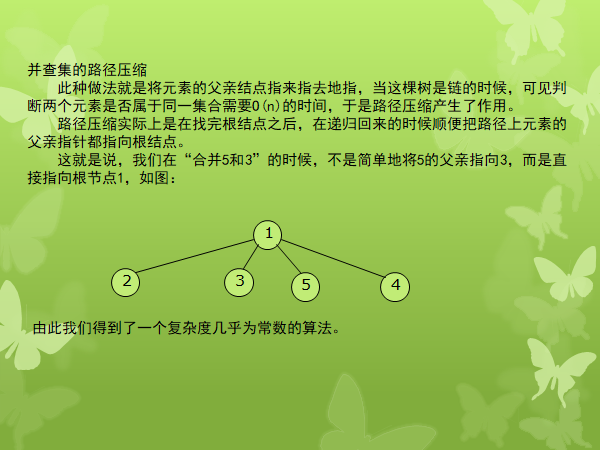 并查集的路径压缩
此种做法就是将元素的父亲结点指来指去地指，当这棵树是链的时候，可见判
断两个元素是否属于同一集合需要O(n)的时间，于是路径压缩产生了作用。
路径压缩实际上是在找完根结点之后，在递归回来的时候顺便把路径上元素的
父亲指针都指向根结点。
这就是说，我们在“合并5和3”的时候，不是简单地将5的父亲指向3，而是直
接指向根节点1，如图：
1
2
3
5
4
由此我们得到了一个复杂度几乎为常数的算法。